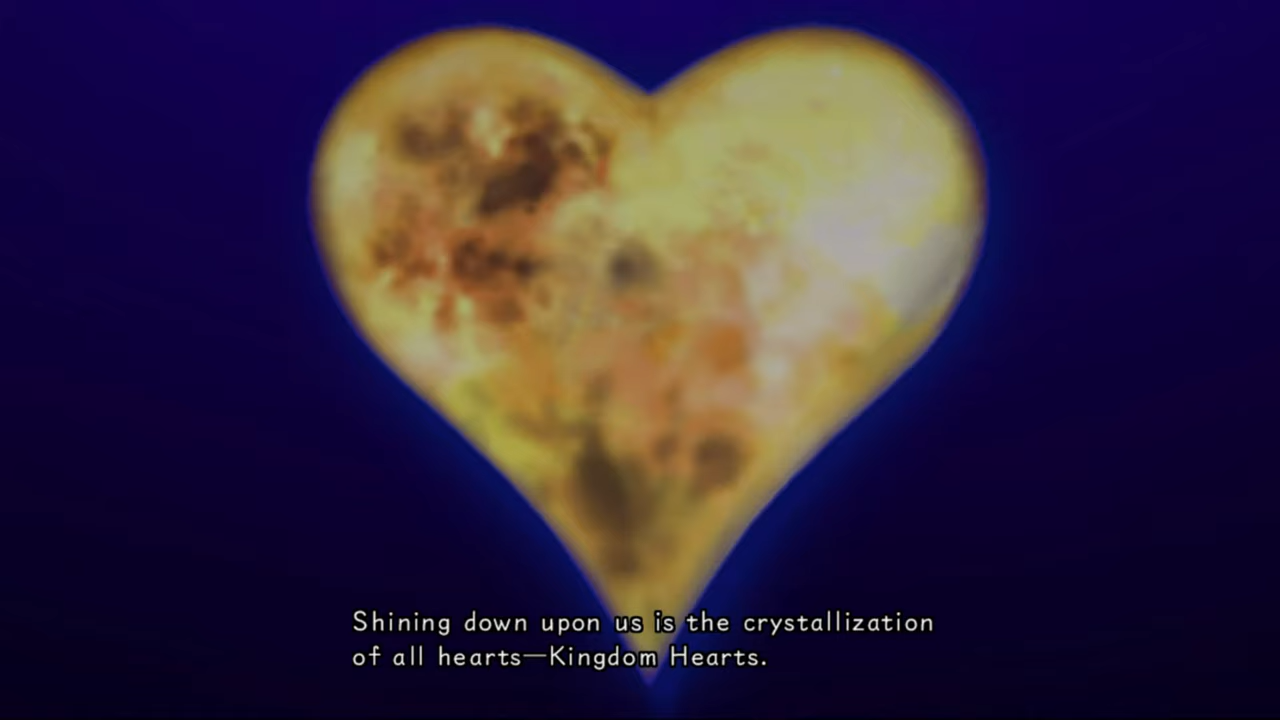 Shining down upon us is the crystallization
of all hearts—Kingdom Hearts.